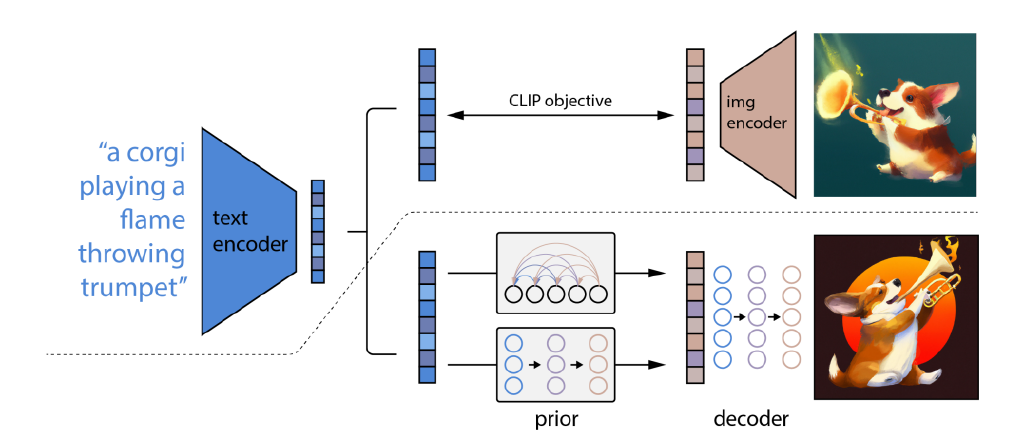 “a corgi
playing a
flame
throwing
trumpet”
text
encoder
CLIP objective
img
encoder
prior
decoder